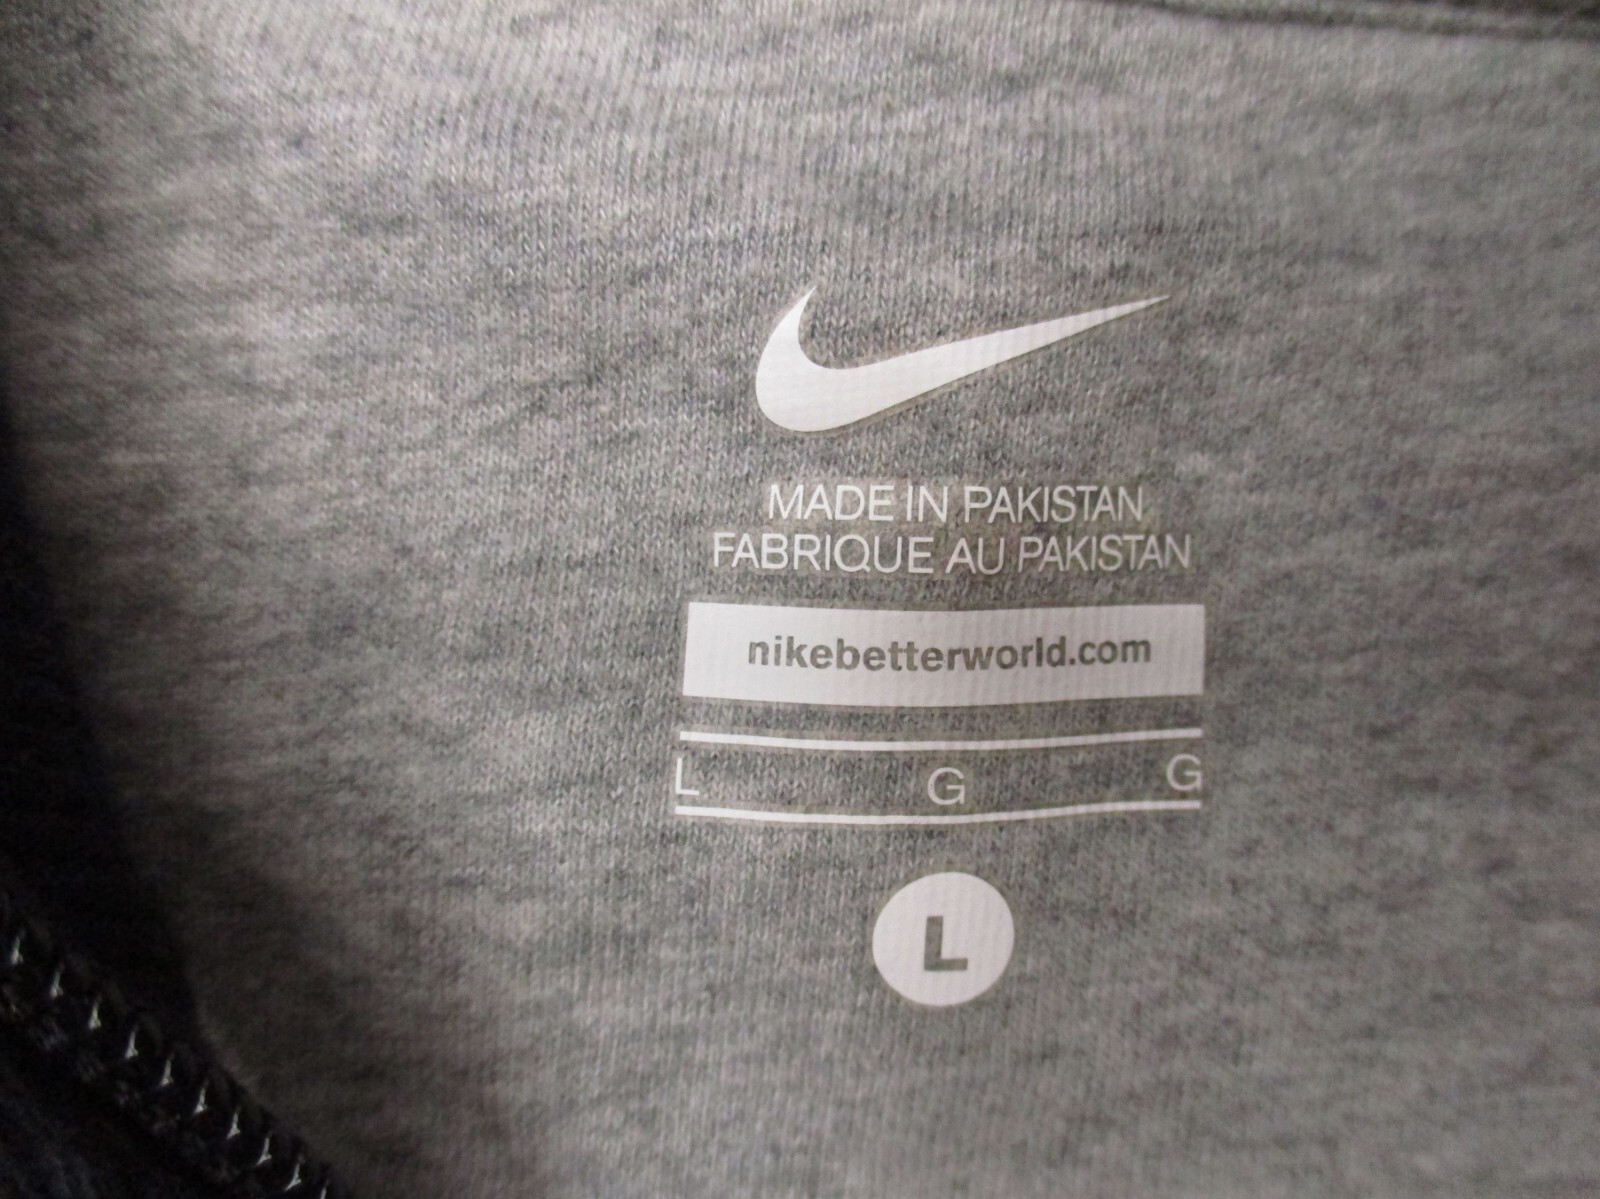 MADE IN PAKISTAN
FABRIQUE AU PAKISTAN
nikebetterworld.com
L G G
L